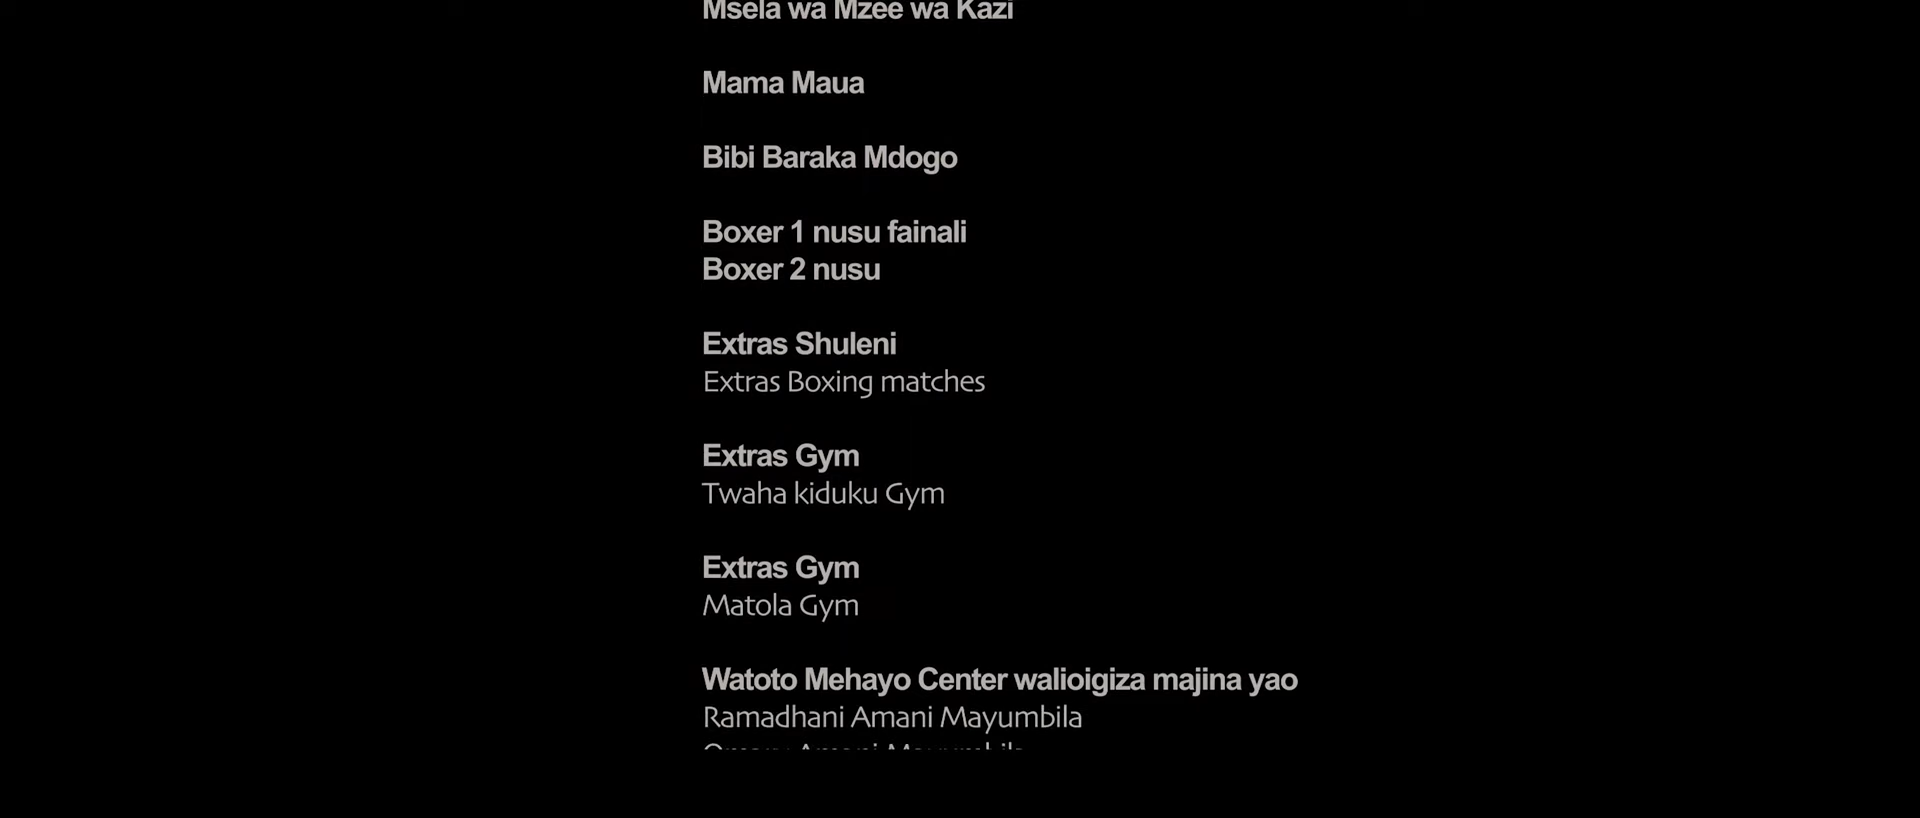 Msela wa Mzee wa Kazi
Mama Maua
Bibi Baraka Mdogo
Boxer 1 nusu fainali
Boxer 2 nusu
Extras Shuleni
Extras Boxing matches
Extras Gym
Twaha kiduku Gym
Extras Gym
Matola Gym
Watoto Mehayo Center walioigiza majina yao
Ramadhani Amani Mayumbila
Amani Mayumbila